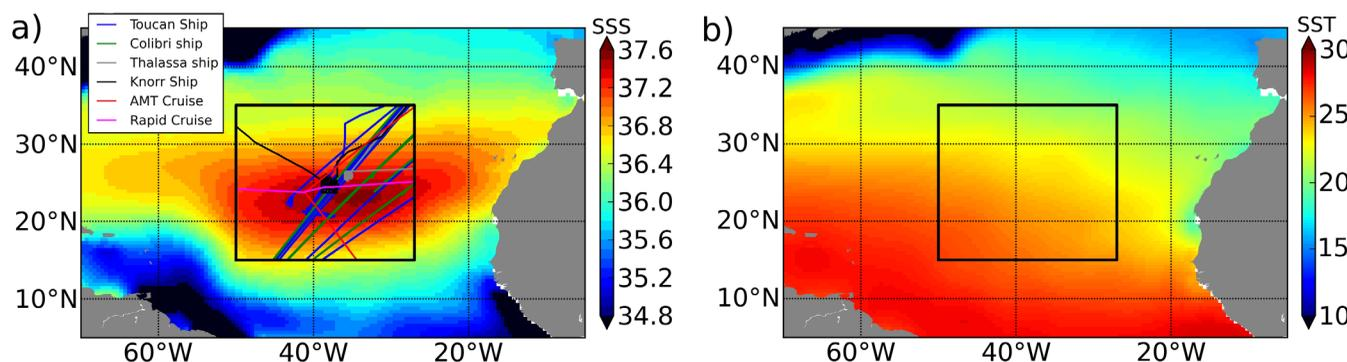 a)
Toucan Ship
Colibri ship
Thalassa ship
Knorr Ship
AMT Cruise
Rapid Cruise
SSS
40°N
30°N
20°N
10°N
60°W 40°W 20°W
37.6
37.2
36.8
36.4
36.0
35.6
35.2
34.8
b)
SST
40°N
30°N
20°N
10°N
60°W 40°W 20°W
30
25
20
15
10